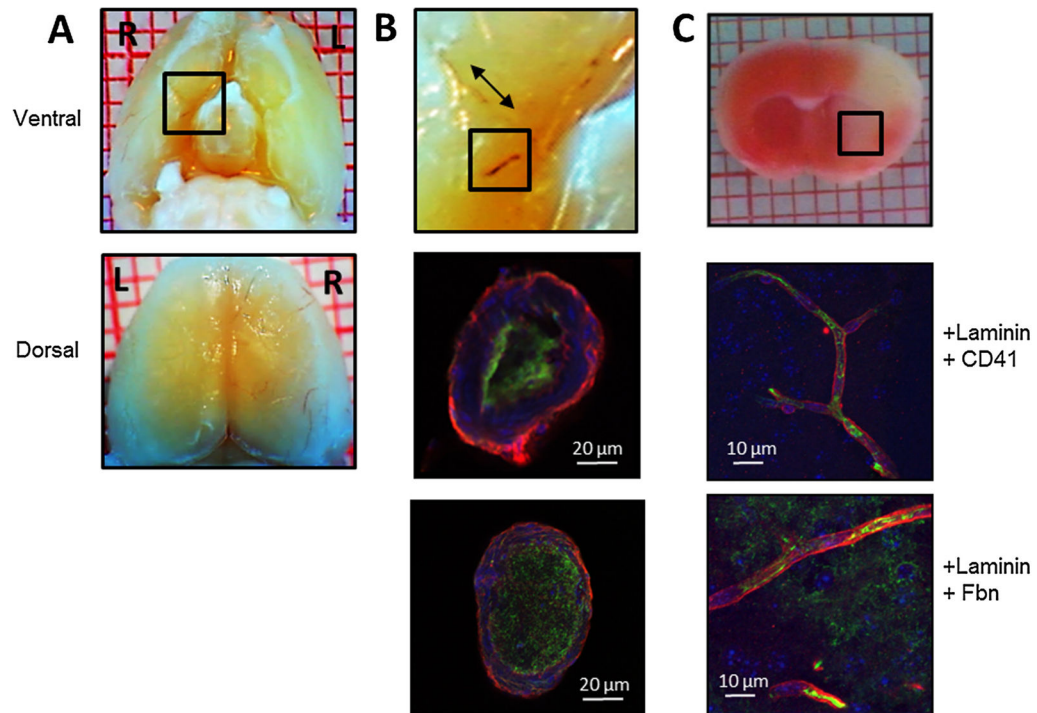 A
B
C
R
L
Ventral
L
R
Dorsal
20 µm
10 µm
+Laminin
+ CD41
20 µm
10 µm
+Laminin
+ Fbn